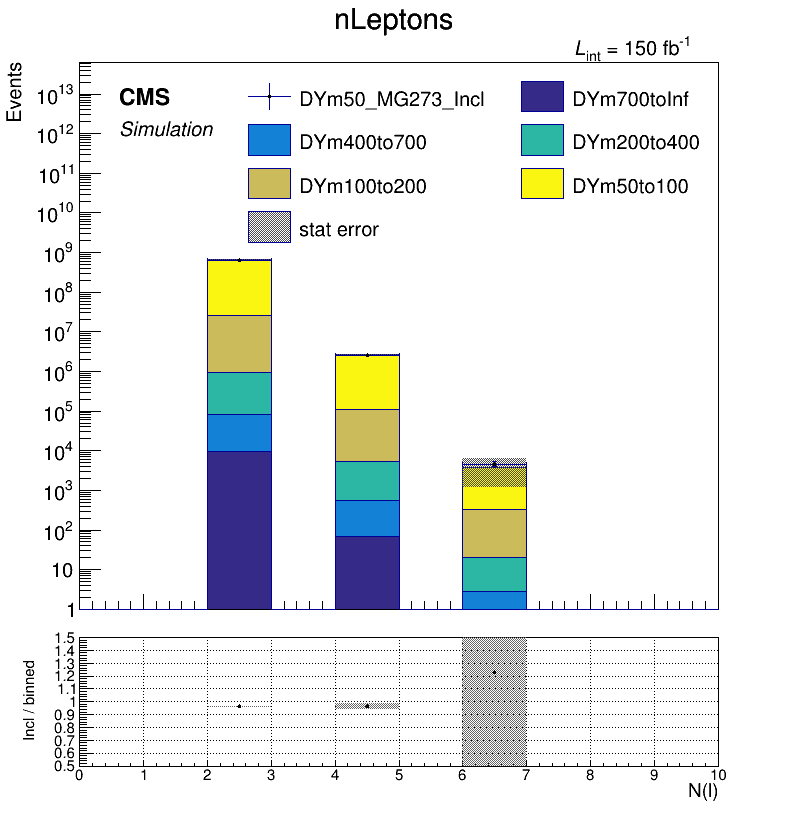 nLeptons
L_int = 150 fb^-1
Events
CMS
Simulation
DYm50_MG273_Incl
DYm700toInf
DYm400to700
DYm200to400
DYm100to200
DYm50to100
stat error
10^13
10^12
10^11
10^10
10^9
10^8
10^7
10^6
10^5
10^4
10^3
10^2
10
1
Incl / binned
1.5
1.4
1.3
1.2
1.1
1
0.9
0.8
0.7
0.6
0.5
0 1 2 3 4 5 6 7 8 9 10
N(l)